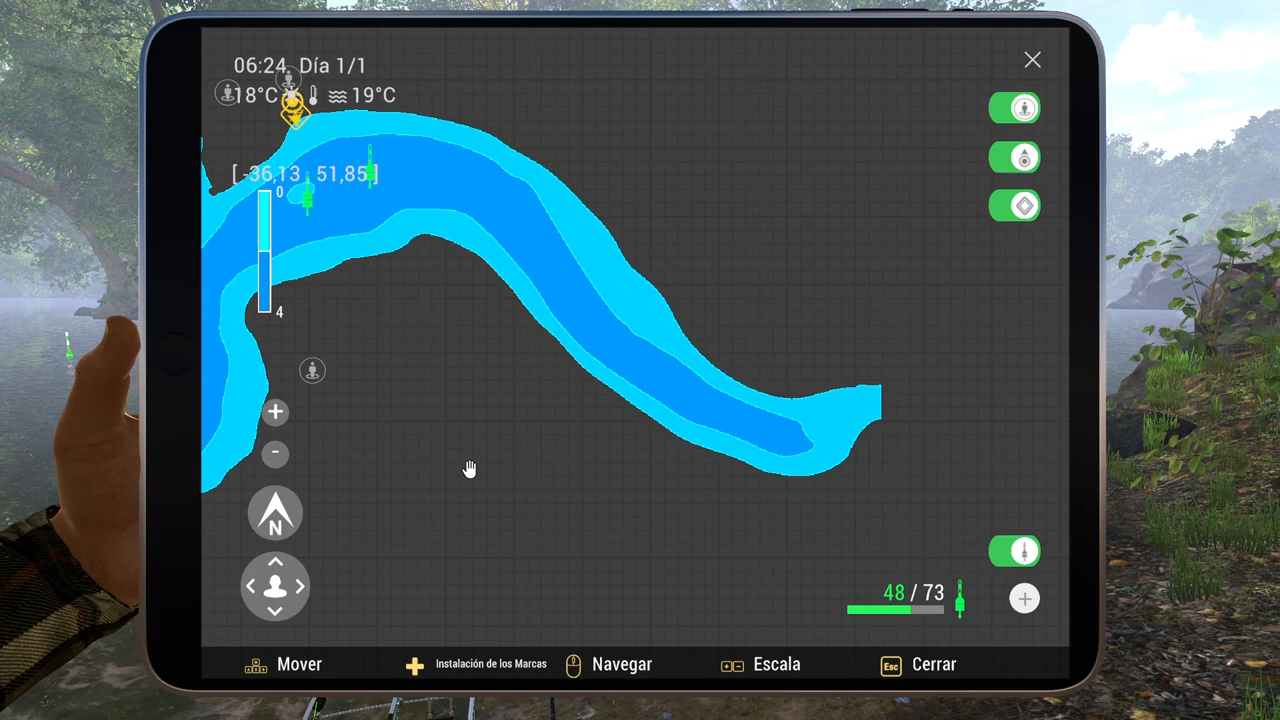 06:24 Día 1/1
18°C 19°C
[ -36,13 51,85 ]
0
4
+
-
N
48 / 73
+
Mover
Instalación de los Marcas
Navegar
Escala
Esc Cerrar